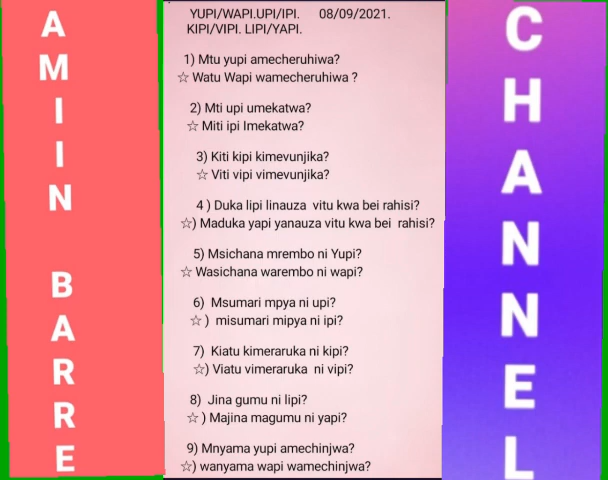 AMIIN BARRE
YUPI/WAPI.UPI/IPI. 08/09/2021.
KIPI/VIPI. LIPI/YAPI.
1) Mtu yupi amecheruhiwa?
☆ Watu Wapi wamecheruhiwa ?
2) Mti upi umekatwa?
☆ Miti ipi Imekatwa?
3) Kiti kipi kimevunjika?
☆ Viti vipi vimevunjika?
4 ) Duka lipi linauza vitu kwa bei rahisi?
☆) Maduka yapi yanauza vitu kwa bei rahisi?
5) Msichana mrembo ni Yupi?
☆ Wasichana warembo ni wapi?
6) Msumari mpya ni upi?
☆ ) misumari mipya ni ipi?
7) Kiatu kimeraruka ni kipi?
☆) Viatu vimeraruka ni vipi?
8) Jina gumu ni lipi?
☆ ) Majina magumu ni yapi?
9) Mnyama yupi amechinjwa?
☆) wanyama wapi wamechinjwa?
CHANNEL